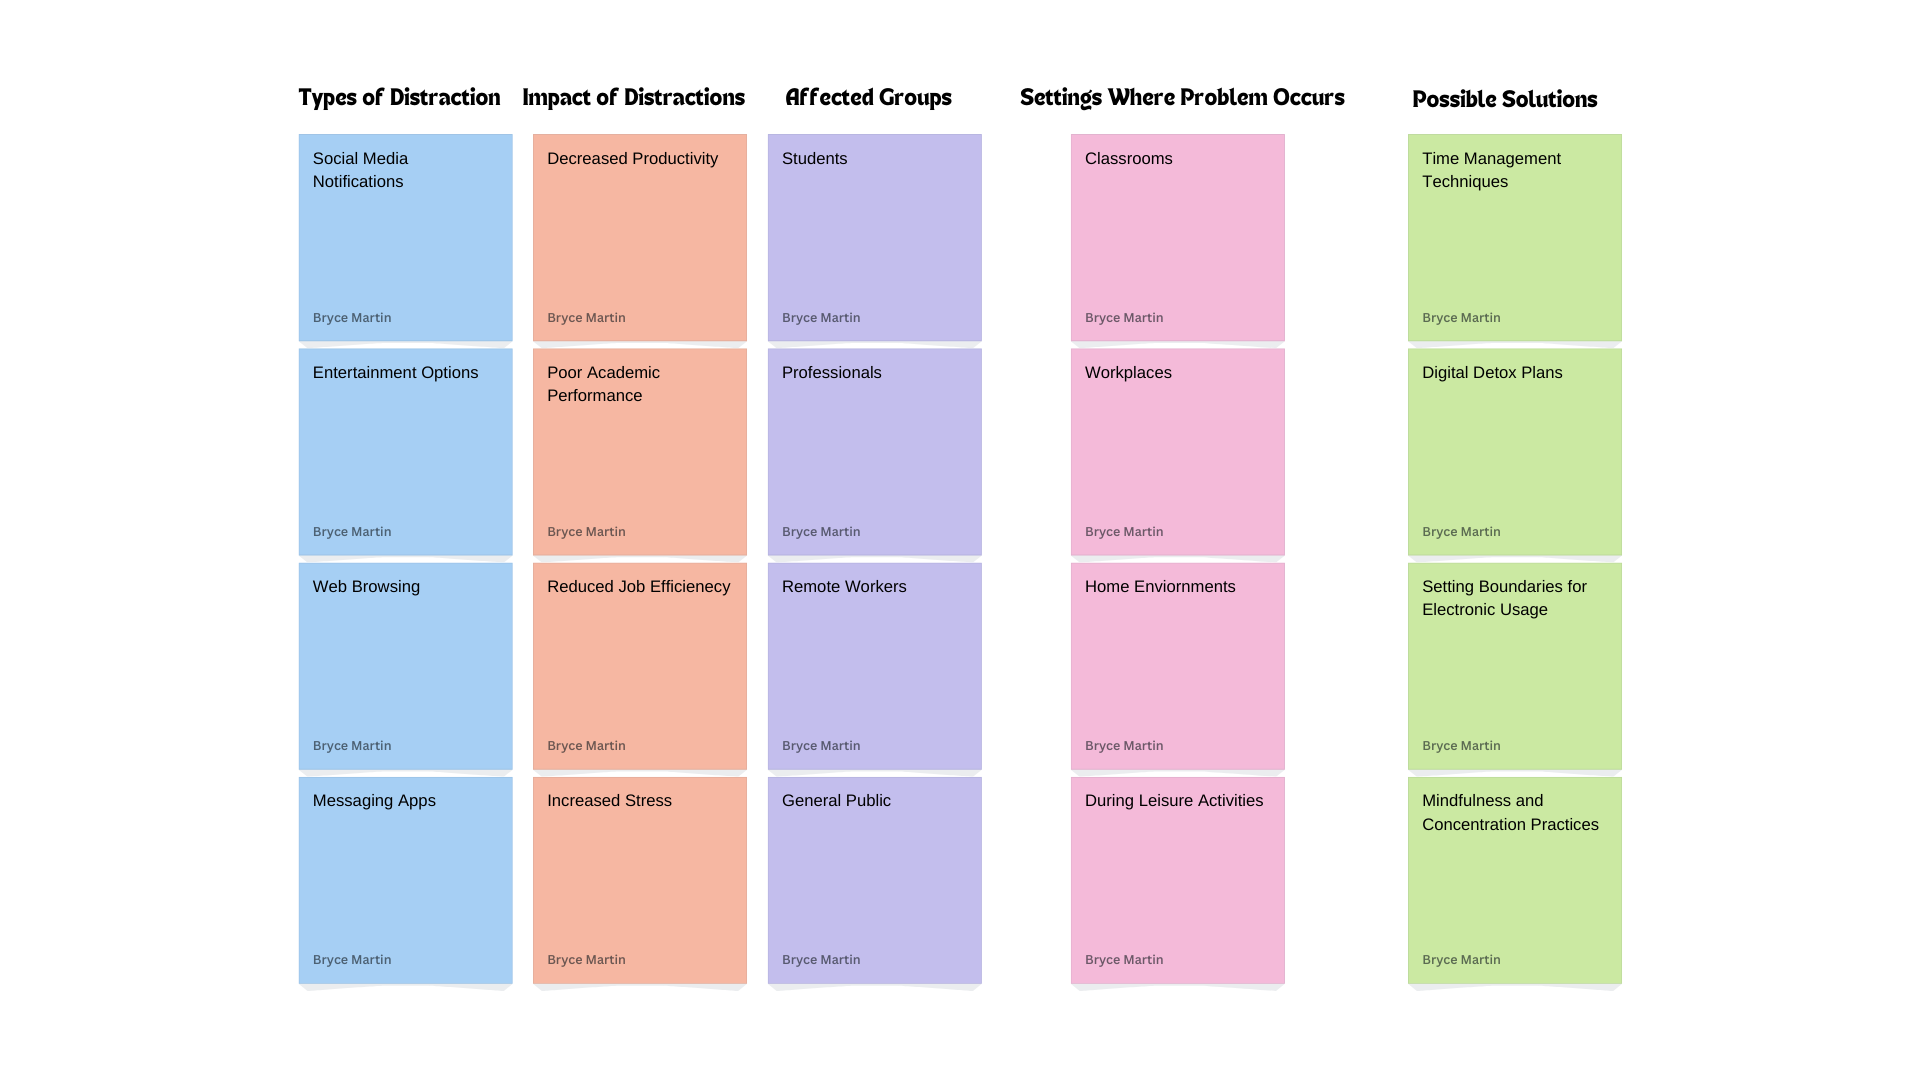 Types of Distraction
Social Media
Notifications
Bryce Martin
Entertainment Options
Bryce Martin
Web Browsing
Bryce Martin
Messaging Apps
Bryce Martin
Impact of Distractions
Decreased Productivity
Bryce Martin
Poor Academic
Performance
Bryce Martin
Reduced Job Efficienecy
Bryce Martin
Increased Stress
Bryce Martin
Affected Groups
Students
Bryce Martin
Professionals
Bryce Martin
Remote Workers
Bryce Martin
General Public
Bryce Martin
Settings Where Problem Occurs
Classrooms
Bryce Martin
Workplaces
Bryce Martin
Home Enviornments
Bryce Martin
During Leisure Activities
Bryce Martin
Possible Solutions
Time Management
Techniques
Bryce Martin
Digital Detox Plans
Bryce Martin
Setting Boundaries for
Electronic Usage
Bryce Martin
Mindfulness and
Concentration Practices
Bryce Martin